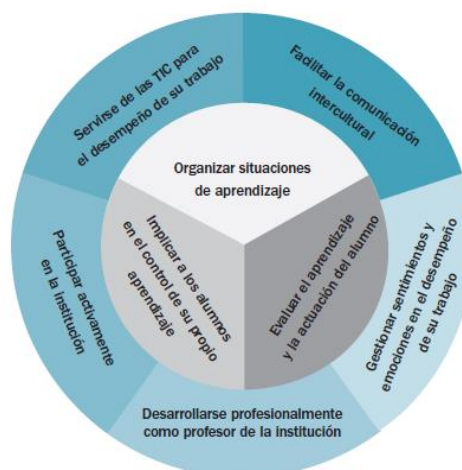 Servirse de las TIC para
el desempeño de su trabajo
Facilitar la comunicación
intercultural
Organizar situaciones
de aprendizaje
Implicar a los alumnos
en el control de su propio
aprendizaje
Evaluar el aprendizaje
y la actuación del alumno
Participar activamente
en la institución
Gestionar sentimientos y
emociones en el desempeño
de su trabajo
Desarrollarse profesionalmente
como profesor de la institución